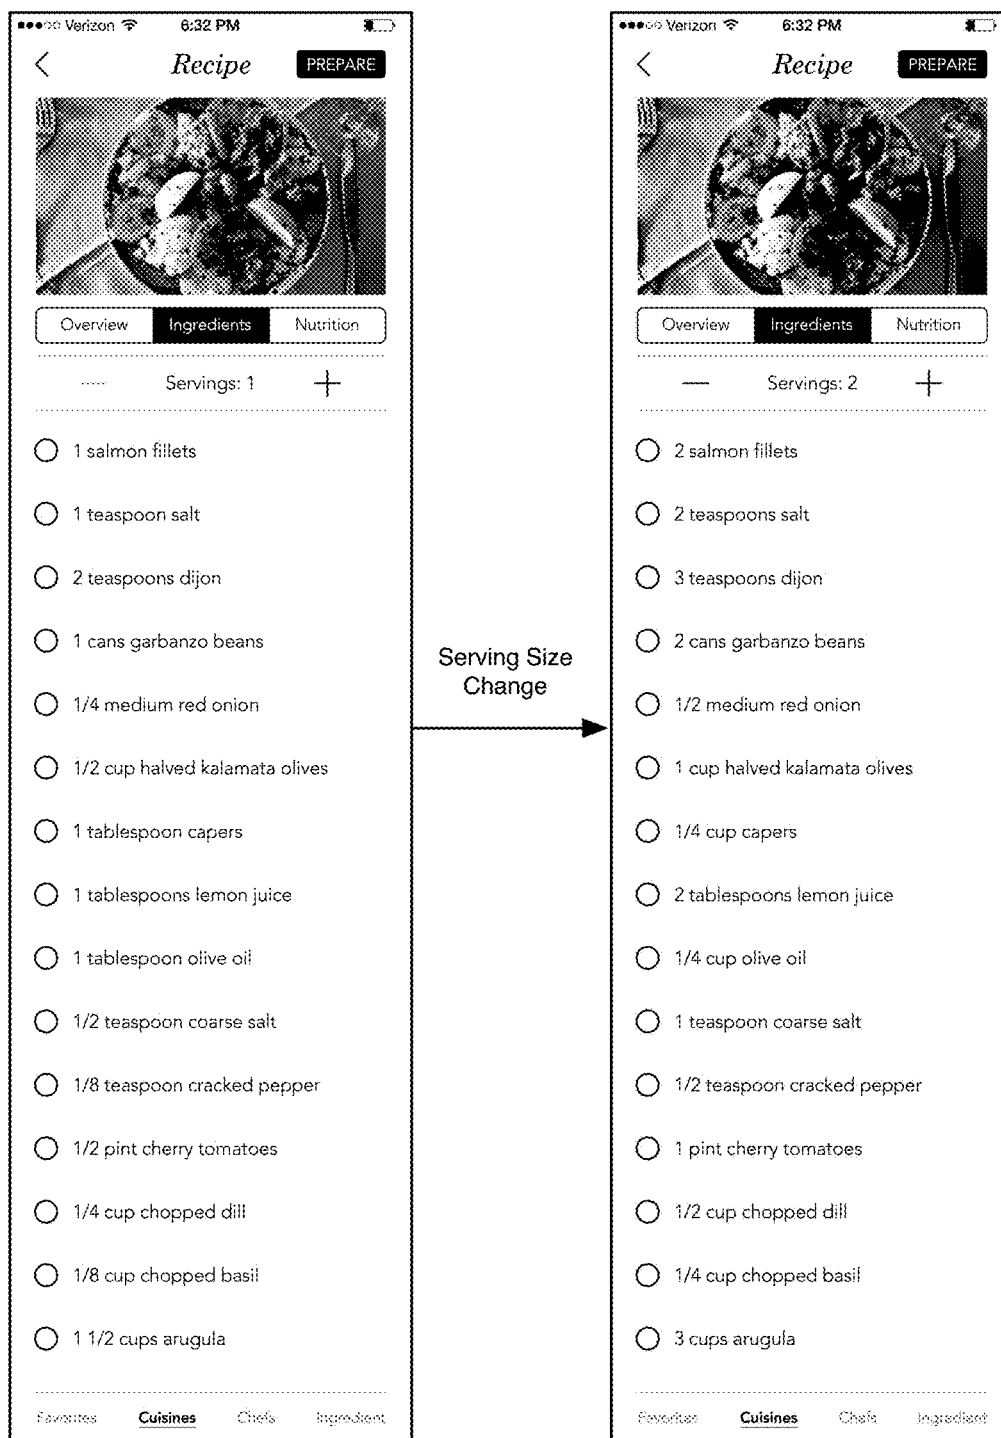 Verizon 6:32 PM
Recipe PREPARE
Overview Ingredients Nutrition
Servings: 1
1 salmon fillets
1 teaspoon salt
2 teaspoons dijon
1 cans garbanzo beans
1/4 medium red onion
1/2 cup halved kalamata olives
1 tablespoon capers
1 tablespoons lemon juice
1 tablespoon olive oil
1/2 teaspoon coarse salt
1/8 teaspoon cracked pepper
1/2 pint cherry tomatoes
1/4 cup chopped dill
1/8 cup chopped basil
1 1/2 cups arugula
Favorites Cuisines Chefs Ingredient
Serving Size
Change
Verizon 6:32 PM
Recipe PREPARE
Overview Ingredients Nutrition
Servings: 2
2 salmon fillets
2 teaspoons salt
3 teaspoons dijon
2 cans garbanzo beans
1/2 medium red onion
1 cup halved kalamata olives
1/4 cup capers
2 tablespoons lemon juice
1/4 cup olive oil
1 teaspoon coarse salt
1/2 teaspoon cracked pepper
1 pint cherry tomatoes
1/2 cup chopped dill
1/4 cup chopped basil
3 cups arugula
Favorites Cuisines Chefs Ingredient